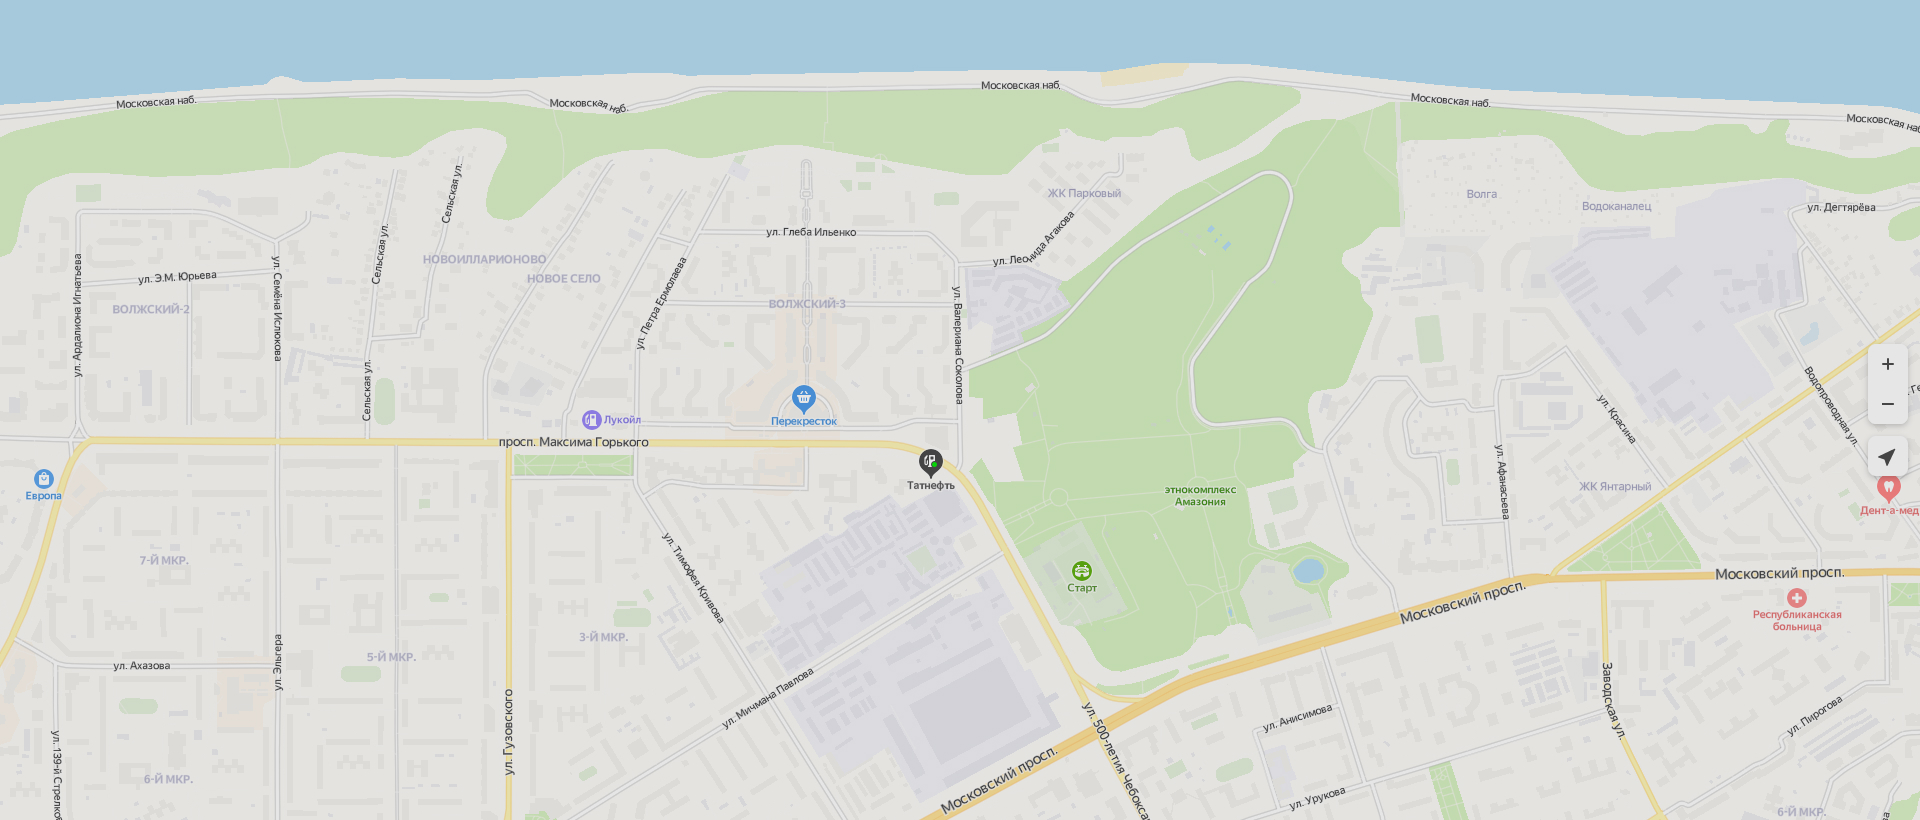 Московская наб.
Московская наб.
Московская наб.
Московская наб.
Московская наб.
Сельская ул.
ЖК Парковый
Волга
Водоканалец
ул. Дегтярёва
Сельская ул.
ул. Глеба Ильенко
ул. Леонида Агакова
НОВОИЛЛАРИОНОВО
НОВОЕ СЕЛО
ул. Э.М. Юрьева
ул. Ардалиона Игнатьева
ул. Семёна Ислюкова
ул. Петра Ермолаева
ВОЛЖСКИЙ-2
ВОЛЖСКИЙ-3
ул. Валериана Соколова
Сельская ул.
Лукойл
Перекресток
ул. Красина
Водопроводная ул.
просп. Максима Горького
Татнефть
Европа
этнокомплекс
Амазония
ул. Афанасьева
ЖК Янтарный
Дент-а-мед
7-Й МКР.
ул. Тимофея Кривова
Старт
Московский просп.
Московский просп.
Республиканская
больница
3-Й МКР.
5-Й МКР.
ул. Ахазова
ул. Эльгера
ул. Мичмана Павлова
ул. Гузовского
Заводская ул.
ул. Анисимова
ул. Пирогова
ул. 500-летия Чебокса
ул. 139-й Стрелко
6-Й МКР.
Московский просп.
ул. Урукова
6-Й МКР.